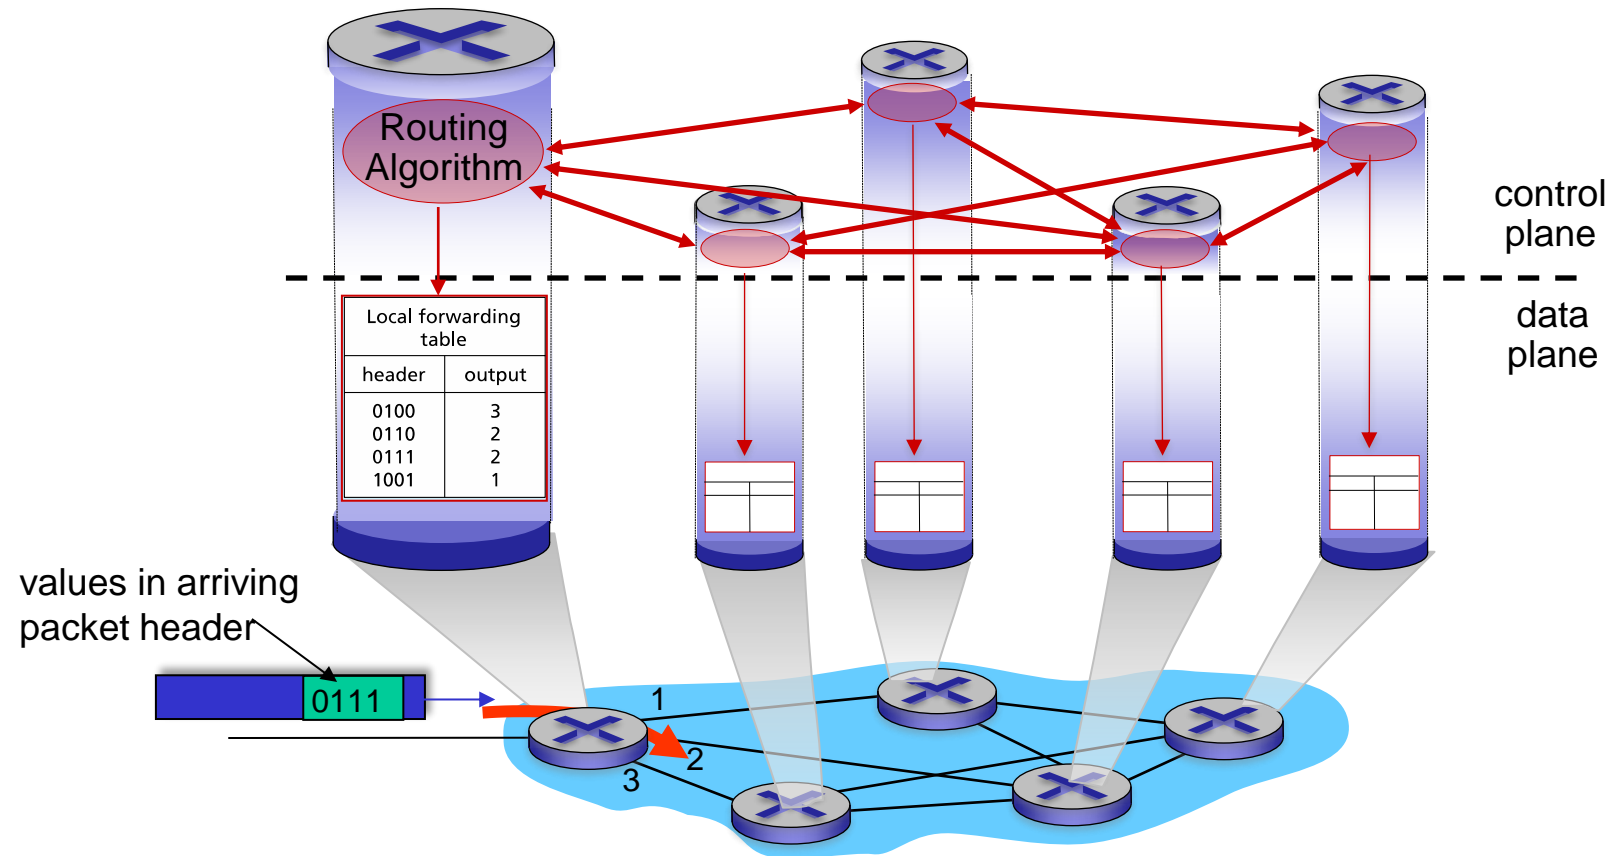 Routing
Algorithm
control
plane
data
plane
Local forwarding
table
header output
0100 3
0110 2
0111 2
1001 1
values in arriving
packet header
0111
1
2
3